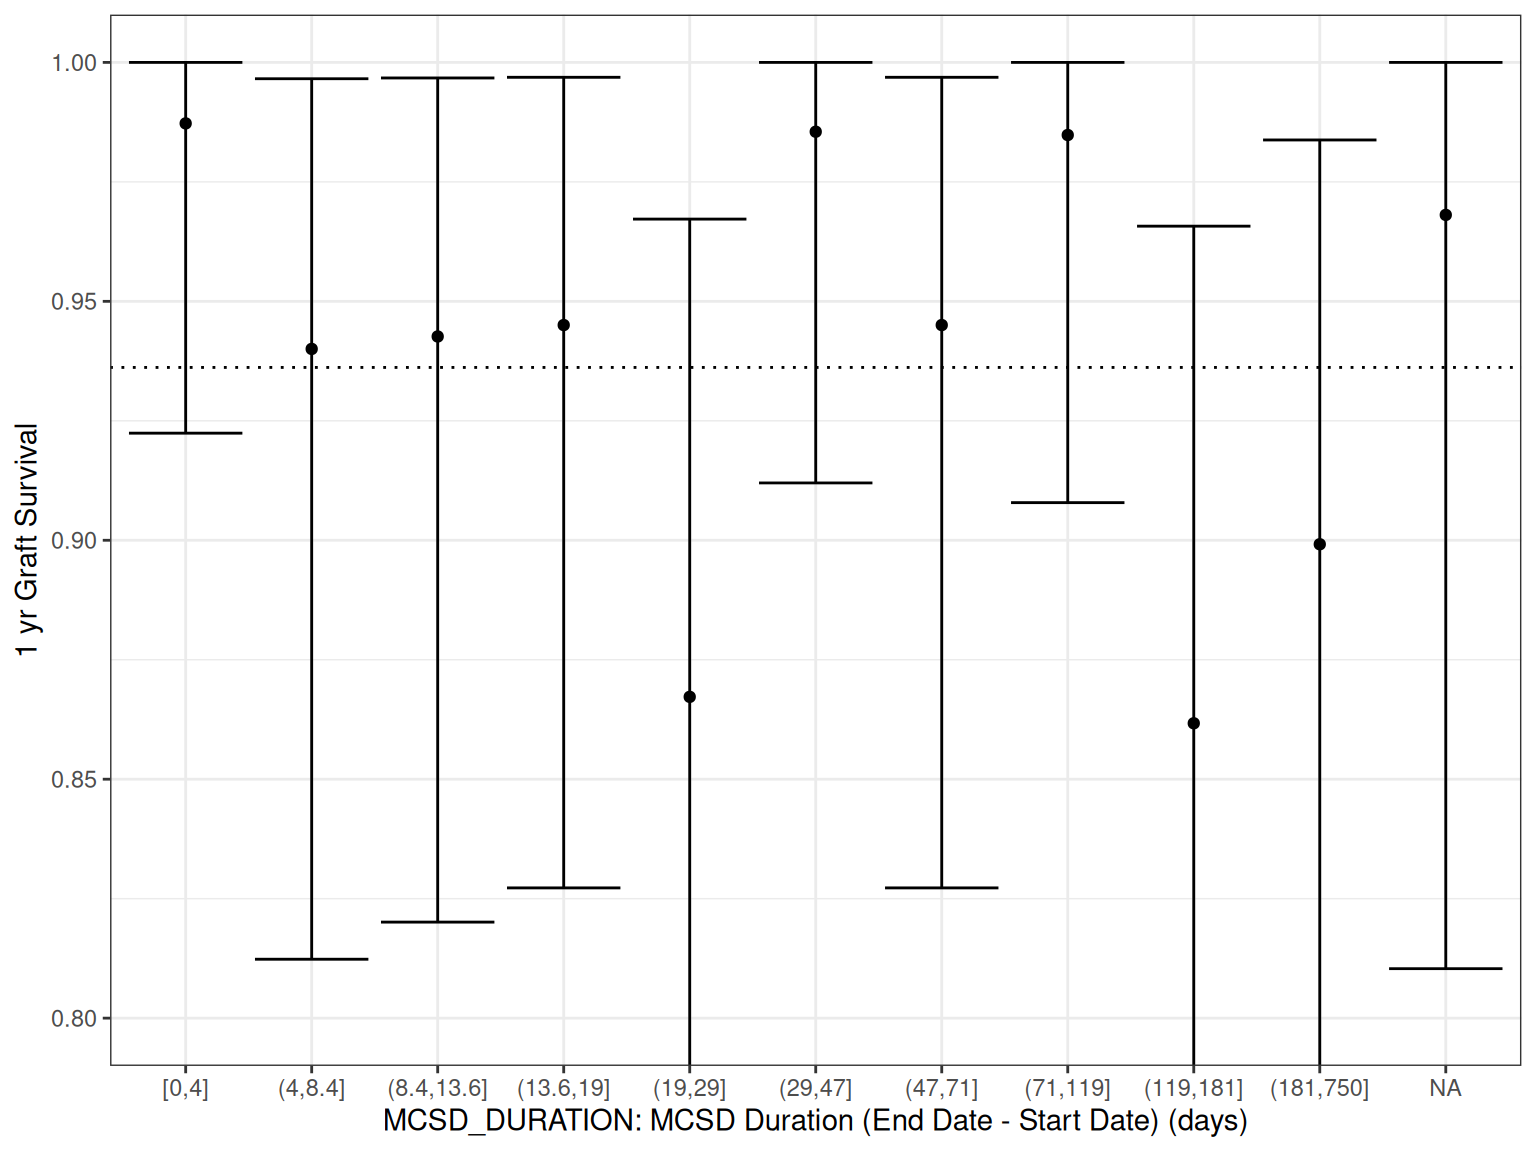 1 yr Graft Survival
1.00
0.95
0.90
0.85
0.80
[0,4] (4,8.4] (8.4,13.6] (13.6,19] (19,29] (29,47] (47,71] (71,119] (119,181] (181,750] NA
MCSD_DURATION: MCSD Duration (End Date - Start Date) (days)